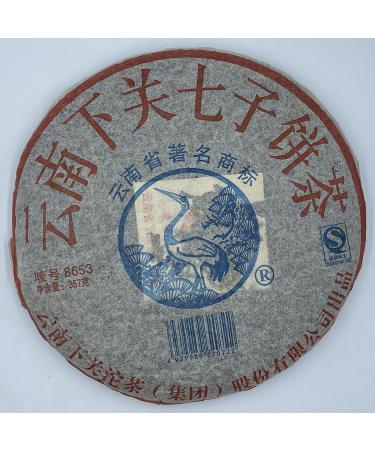 云南下关七子饼茶
云南省著名商标
®
唛号:8653
净含量:357克
云南下关沱茶(集团)股份有限公司出品